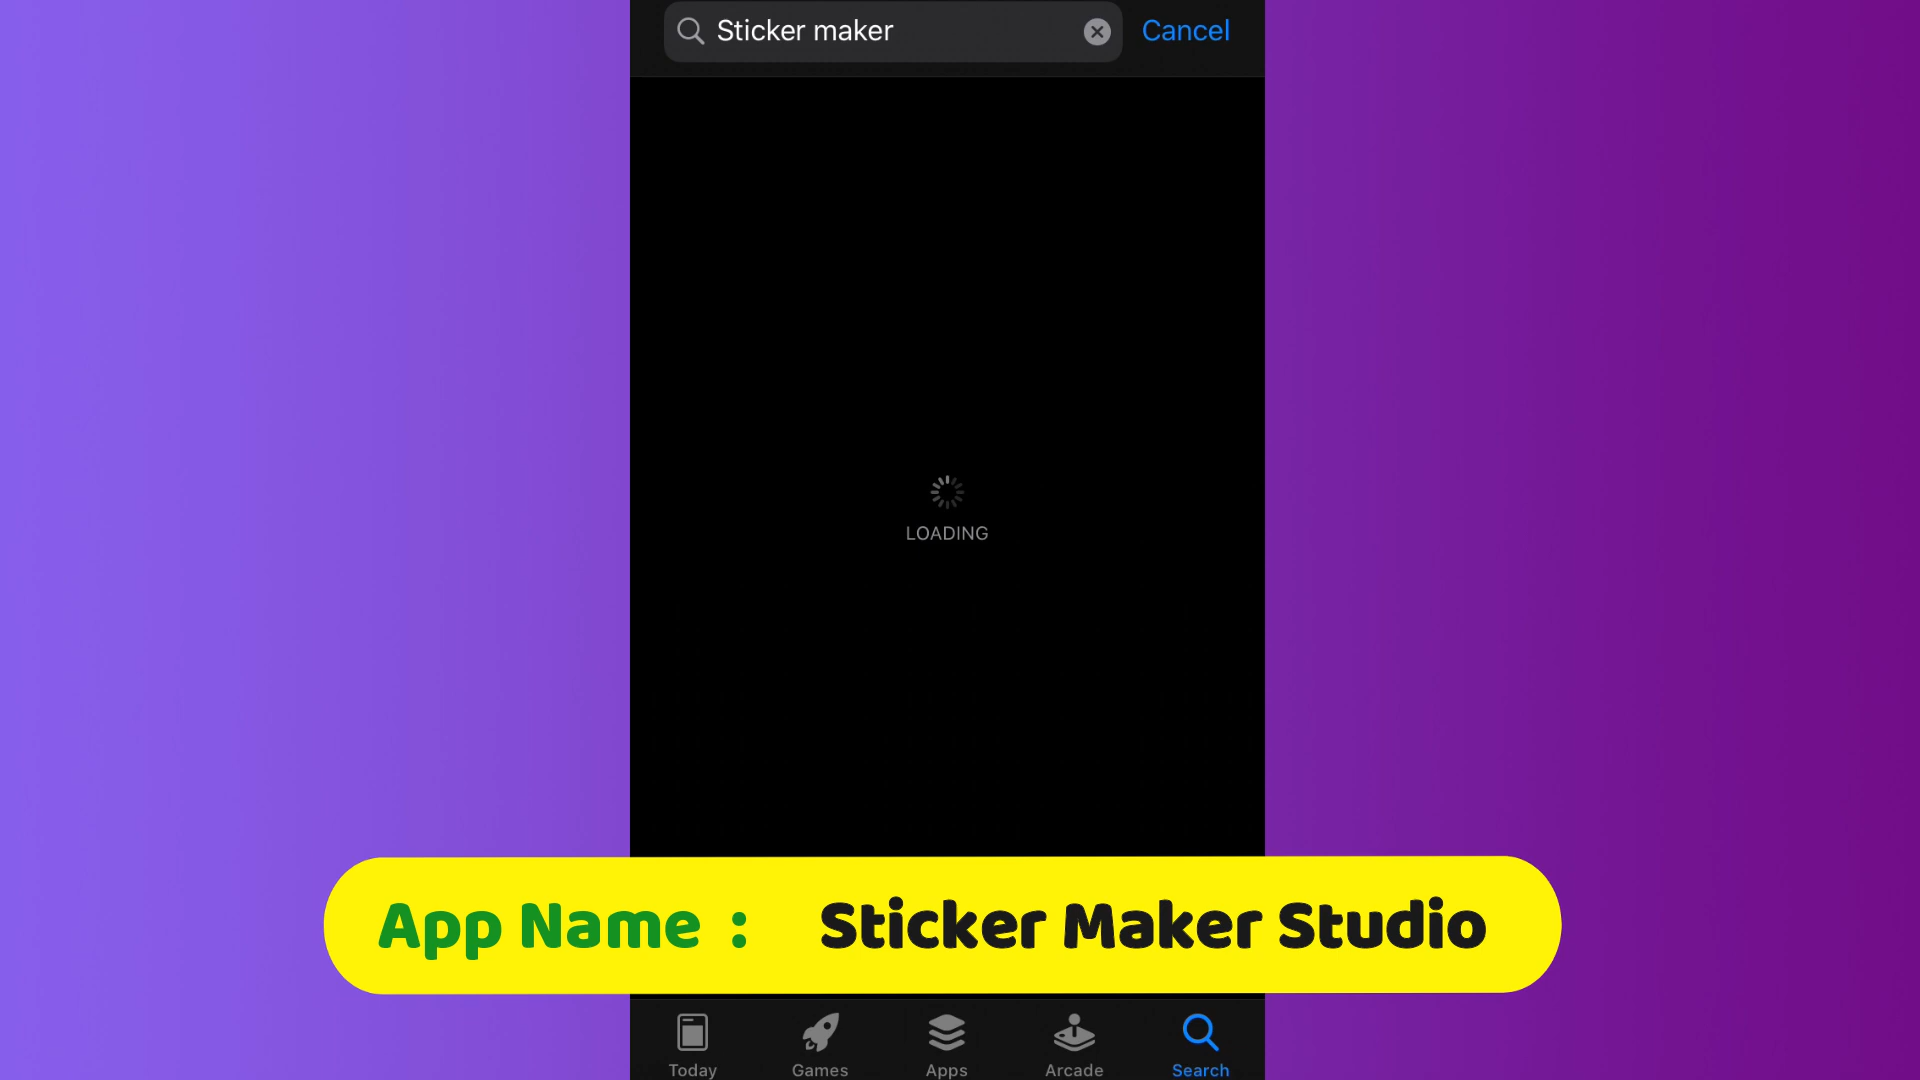 Sticker maker Cancel
LOADING
App Name : Sticker Maker Studio
Today Games Apps Arcade Search